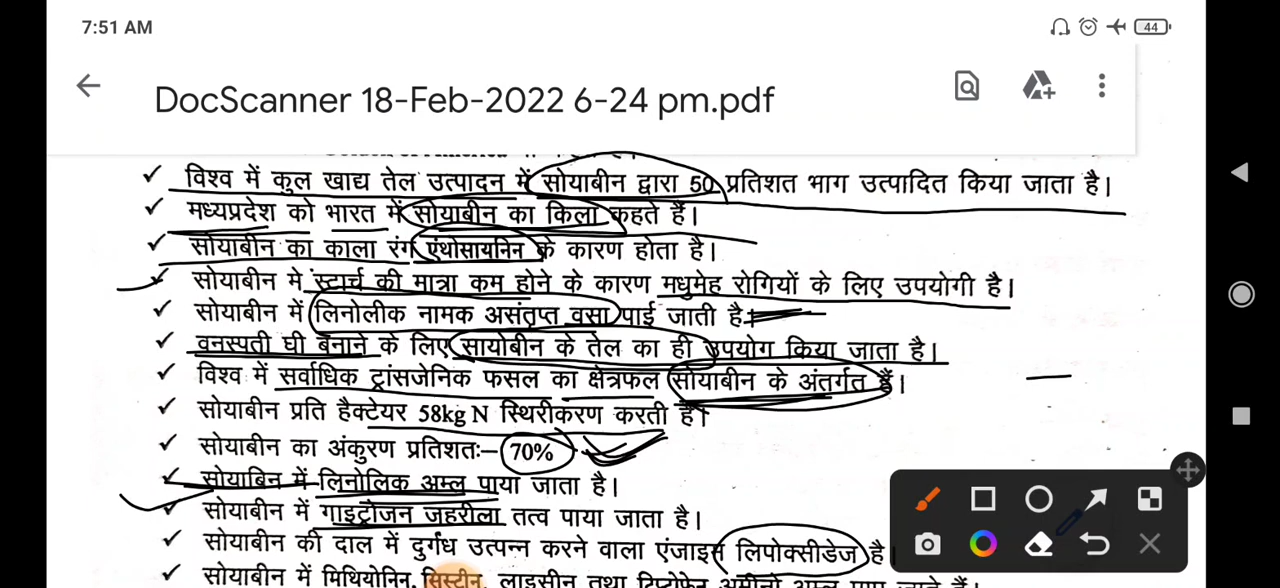 7:51 AM
44
DocScanner 18-Feb-2022 6-24 pm.pdf
✓ विश्व में कुल खाद्य तेल उत्पादन में सोयाबीन द्वारा 50 प्रतिशत भाग उत्पादित किया जाता है।
✓ मध्यप्रदेश को भारत में सोयाबीन का किला कहते हैं।
✓ सोयाबीन का काला रंग एंथोसायनिन के कारण होता है।
✓ सोयाबीन में स्टार्च की मात्रा कम होने के कारण मधुमेह रोगियों के लिए उपयोगी है।
✓ सोयाबीन में लिनोलीक नामक असंतृप्त वसा पाई जाती है।
✓ वनस्पती घी बनाने के लिए सायोबीन के तेल का ही उपयोग किया जाता है।
✓ विश्व में सर्वाधिक ट्रांसजेनिक फसल का क्षेत्रफल सोयाबीन के अंतर्गत हैं।
✓ सोयाबीन प्रति हैक्टेयर 58kg N स्थिरीकरण करती हैं।
✓ सोयाबीन का अंकुरण प्रतिशतः– 70%
✓ सोयाबिन में लिनोलिक अम्ल पाया जाता है।
✓ सोयाबीन में गाइट्रोजन जहरीला तत्व पाया जाता है।
✓ सोयाबीन की दाल में दुर्गंध उत्पन्न करने वाला एंजाइम लिपोक्सीडेज है
✓ सोयाबीन में मिथियोनिन, सिस्टीन, लाइसीन तथा